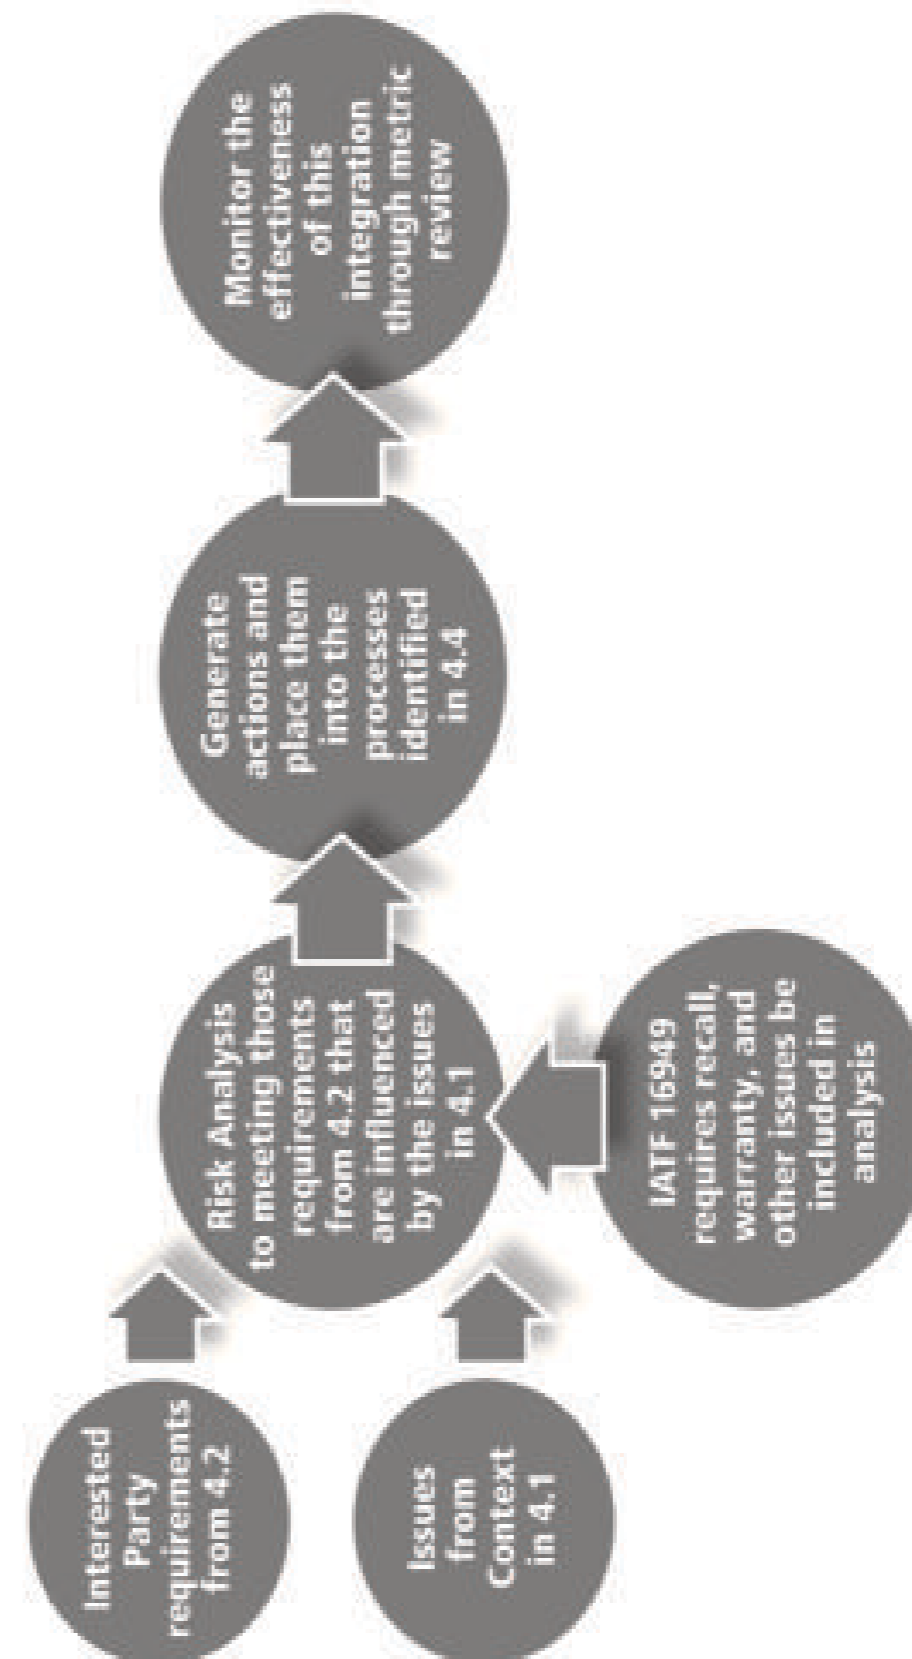 Interested
Party
requirements
from 4.2
Issues
from
Context
in 4.1
Risk Analysis
to meeting those
requirements
from 4.2 that
are influenced
by the issues
in 4.1
IATF 16949
requires recall,
warranty, and
other issues be
included in
analysis
Generate
actions and
place them
into the
processes
identified
in 4.4
Monitor the
effectiveness
of this
integration
through metric
review